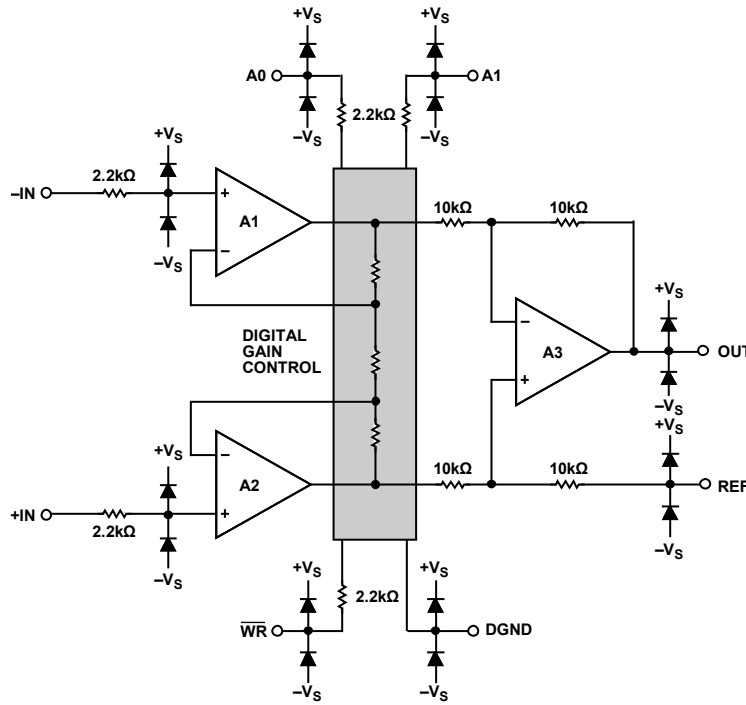 +VS +VS
A0 A1
2.2kΩ
–VS –VS
+VS
2.2kΩ
–IN
+
A1
–
–VS
10kΩ 10kΩ
DIGITAL
GAIN
CONTROL
–
A3
+
+VS
OUT
–VS
–
A2
+
+VS
+IN
2.2kΩ
–VS
10kΩ 10kΩ
+VS
REF
–VS
+VS +VS
2.2kΩ
WR DGND
–VS –VS